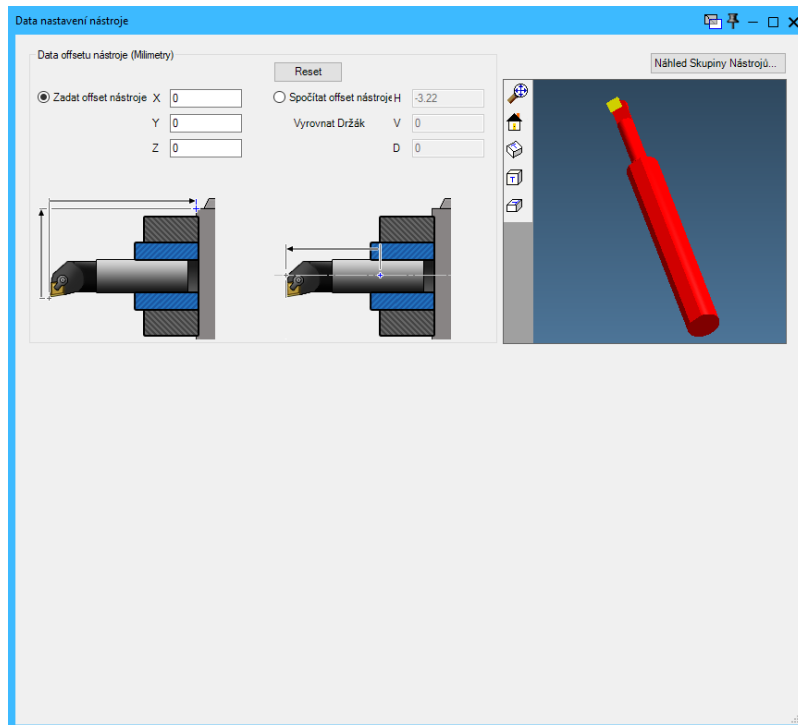 Data nastavení nástroje
Data offsetu nástroje (Milimetry)
Reset
Náhled Skupiny Nástrojů...
Zadat offset nástroje X 0
Spočítat offset nástroje H -3.22
Y 0
Vyrovnat Držák V 0
Z 0
D 0
T